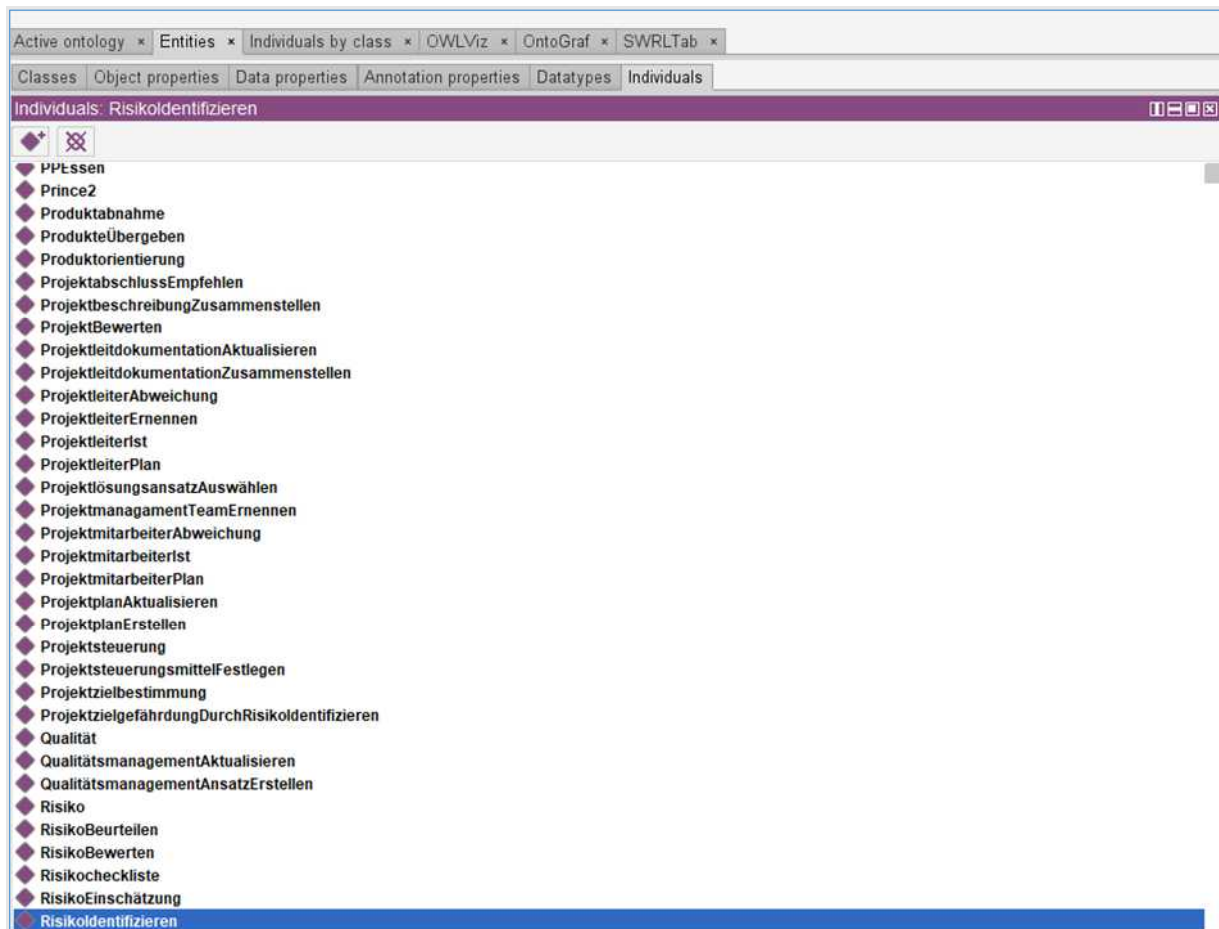 Active ontology × Entities × Individuals by class × OWLViz × OntoGraf × SWRLTab ×
Classes Object properties Data properties Annotation properties Datatypes Individuals
Individuals: RisikoIdentifizieren
PPEssen
Prince2
Produktabnahme
ProdukteÜbergeben
Produktorientierung
ProjektabschlussEmpfehlen
ProjektbeschreibungZusammenstellen
ProjektBewerten
ProjektleitdokumentationAktualisieren
ProjektleitdokumentationZusammenstellen
ProjektleiterAbweichung
ProjektleiterErnennen
ProjektleiterIst
ProjektleiterPlan
ProjektlösungsansatzAuswählen
ProjektmanagamentTeamErnennen
ProjektmitarbeiterAbweichung
ProjektmitarbeiterIst
ProjektmitarbeiterPlan
ProjektplanAktualisieren
ProjektplanErstellen
Projektsteuerung
ProjektsteuerungsmittelFestlegen
Projektzielbestimmung
ProjektzielgefährdungDurchRisikoIdentifizieren
Qualität
QualitätsmanagementAktualisieren
QualitätsmanagementAnsatzErstellen
Risiko
RisikoBeurteilen
RisikoBewerten
Risikocheckliste
RisikoEinschätzung
RisikoIdentifizieren